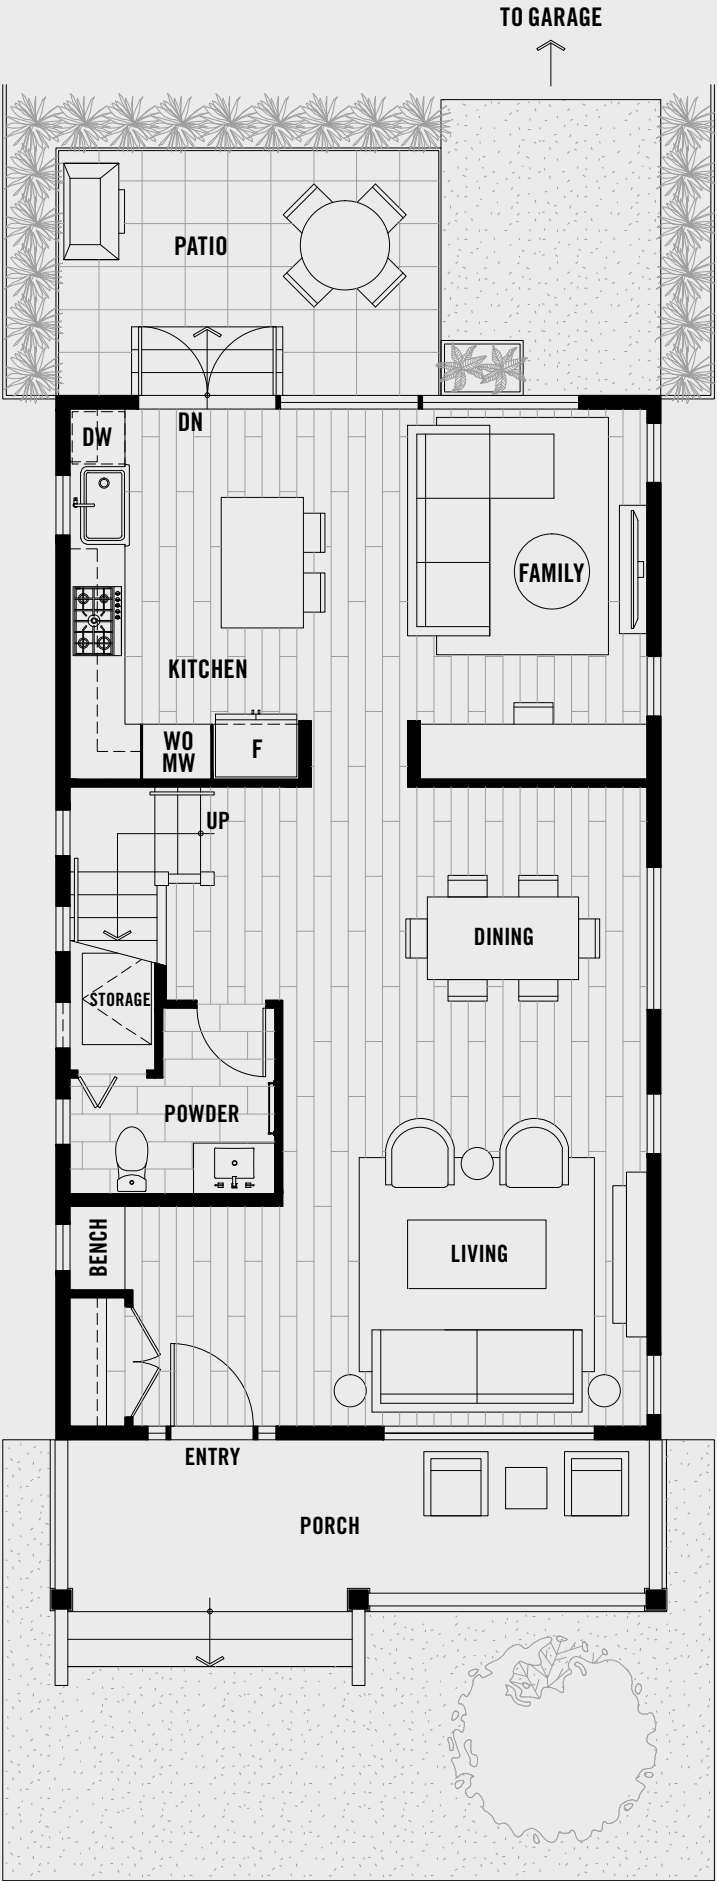 TO GARAGE
PATIO
DN
DW
FAMILY
KITCHEN
WO
MW
F
UP
DINING
STORAGE
POWDER
BENCH
LIVING
ENTRY
PORCH